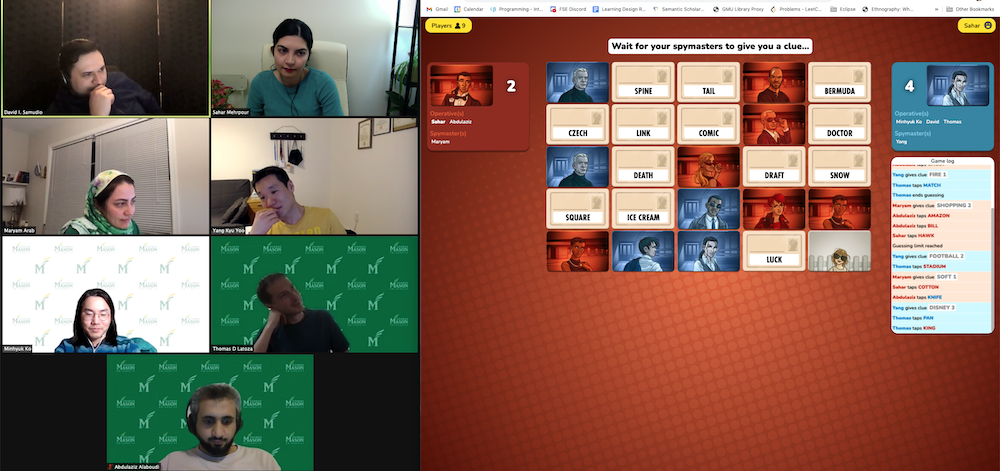 David I. Samudio
Sahar Mehrpour
Maryam Arab
Yang Kyu Yoo
Minhyuk Ko
Thomas D Latoza
Abdulaziz Alaboudi
Gmail Calendar Programming - Int... FSE Discord Learning Design R... Semantic Scholar... GMU Library Proxy Problems - LeetC... Eclipse Ethnography: Wh... » Other Bookmarks
Players 9
Sahar
Wait for your spymasters to give you a clue...
2
Operative(s)
Sahar Abdulaziz
Spymaster(s)
Maryam
SPINE TAIL BERMUDA
CZECH LINK COMIC DOCTOR
DEATH DRAFT SNOW
SQUARE ICE CREAM
LUCK
4
Operative(s)
Minhyuk Ko David Thomas
Spymaster(s)
Yang
Game log
Yang gives clue FIRE 1
Thomas taps MATCH
Thomas ends guessing
Maryam gives clue SHOPPING 2
Abdulaziz taps AMAZON
Abdulaziz taps BILL
Sahar taps HAWK
Guessing limit reached
Yang gives clue FOOTBALL 2
Thomas taps STADIUM
Maryam gives clue SOFT 1
Sahar taps COTTON
Abdulaziz taps KNIFE
Yang gives clue DISNEY 3
Thomas taps PAN
Thomas taps KING
MASON